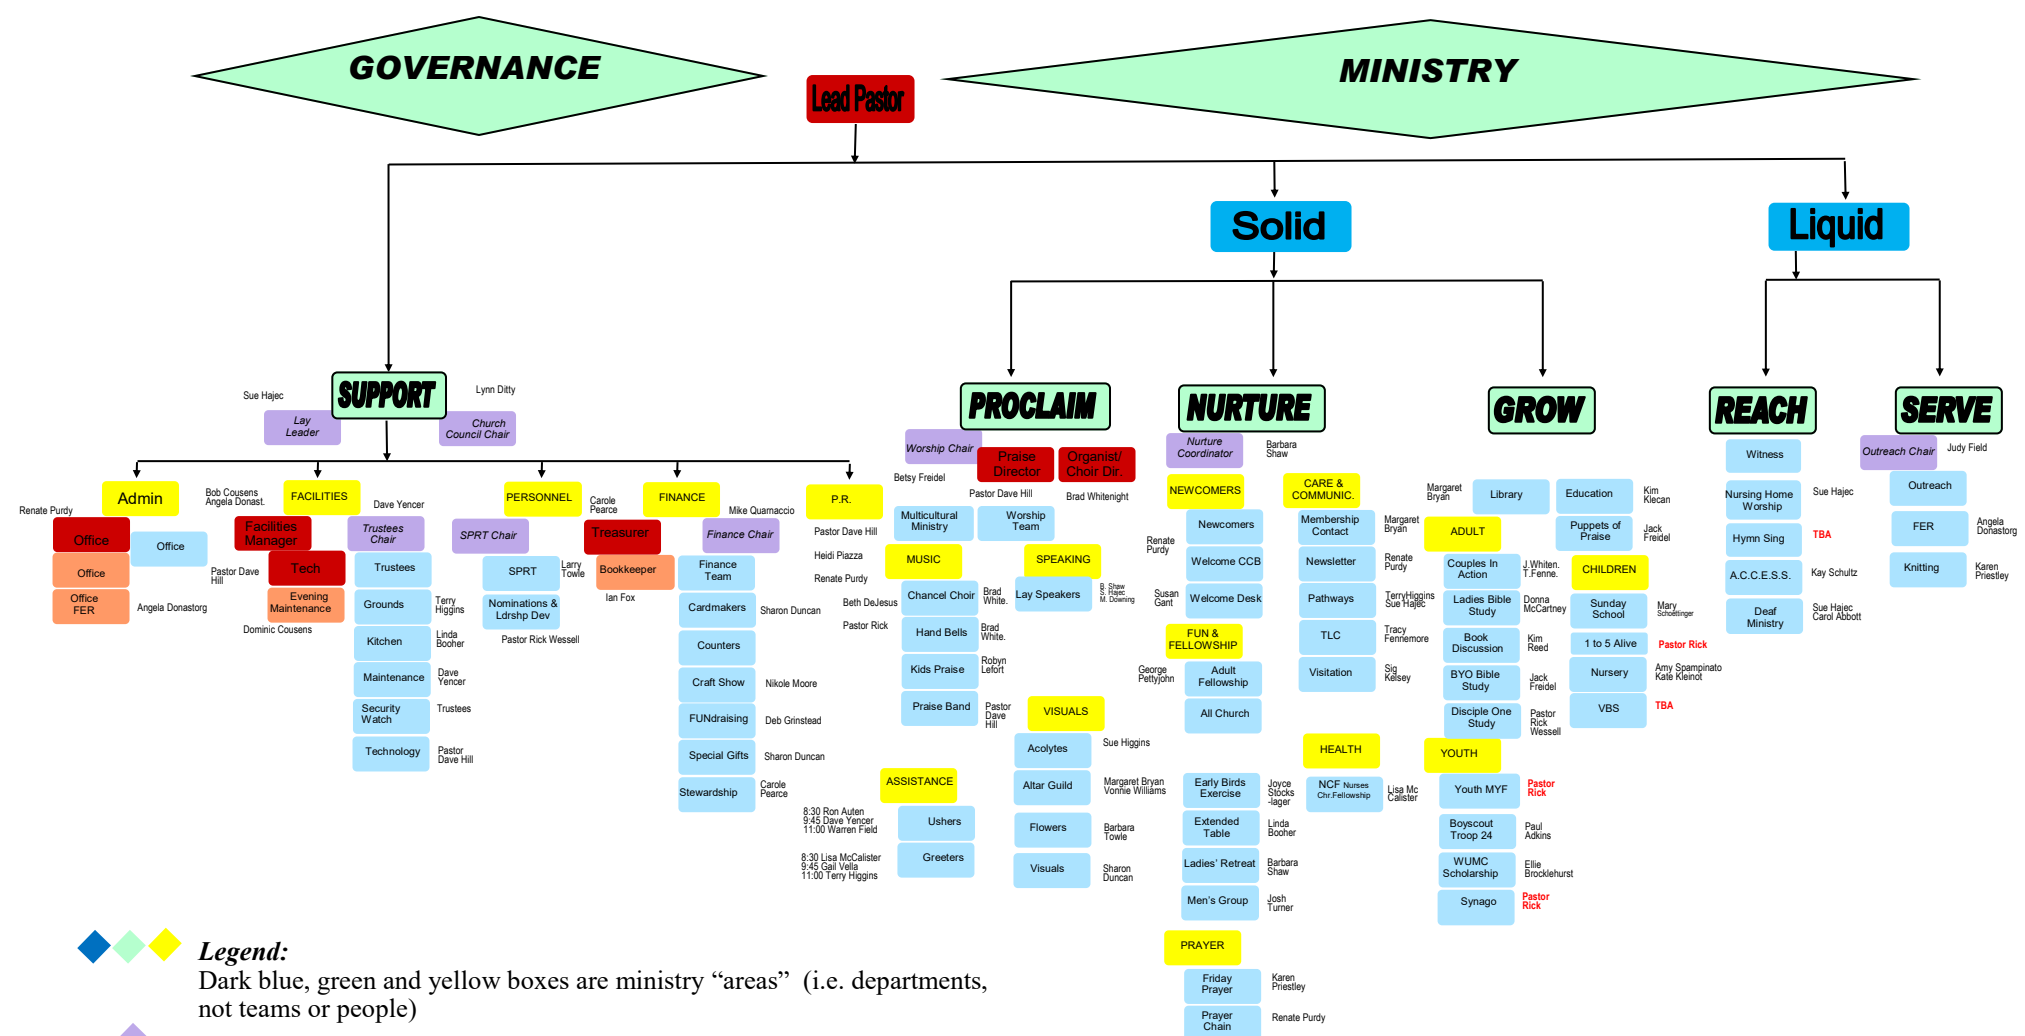 GOVERNANCE
MINISTRY
Lead Pastor
Solid
Liquid
SUPPORT
Sue Hajec
Lynn Ditty
Lay
Leader
Church
Council Chair
Admin
Renate Purdy
Office
Office
Office
Pastor Dave
Hill
Office
FER
Angela Donastorg
Bob Cousens
Angela Donast.
FACILITIES
Dave Yencer
Facilities
Manager
Trustees
Chair
Tech
Evening
Maintenance
Dominic Cousens
Trustees
Grounds
Terry
Higgins
Kitchen
Linda
Booher
Maintenance
Dave
Yencer
Security
Watch
Trustees
Technology
Pastor
Dave Hill
PERSONNEL
SPRT Chair
SPRT
Larry
Towle
Nominations &
Ldrshp Dev
Pastor Rick Wessell
Carole
Pearce
FINANCE
Mike Quarnaccio
Treasurer
Finance Chair
Bookkeeper
Ian Fox
Finance
Team
Cardmakers
Sharon Duncan
Counters
Craft Show
Nikole Moore
FUNdraising
Deb Grinstead
Special Gifts
Sharon Duncan
Stewardship
Carole
Pearce
P.R.
Pastor Dave Hill
Heidi Piazza
Renate Purdy
Beth DeJesus
Pastor Rick
PROCLAIM
Worship Chair
Betsy Freidel
Praise
Director
Pastor Dave Hill
Organist/
Choir Dir.
Brad Whitenight
Multicultural
Ministry
Worship
Team
MUSIC
Chancel Choir
Brad
White.
Hand Bells
Brad
White.
Kids Praise
Robyn
Lefort
Praise Band
Pastor
Dave
Hill
SPEAKING
Lay Speakers
B. Shaw
S. Hajec
M. Downing
VISUALS
Acolytes
Sue Higgins
Altar Guild
Margaret Bryan
Vonnie Williams
Flowers
Barbara
Towle
Visuals
Sharon
Duncan
ASSISTANCE
8:30 Ron Auten
9:45 Dave Yencer
11:00 Warren Field
Ushers
8:30 Lisa McCalister
9:45 Gail Vella
11:00 Terry Higgins
Greeters
NURTURE
Nurture
Coordinator
Barbara
Shaw
NEWCOMERS
Newcomers
Renate
Purdy
Welcome CCB
Susan
Gant
Welcome Desk
FUN &
FELLOWSHIP
George
Pettyjohn
Adult
Fellowship
All Church
Early Birds
Exercise
Joyce
Stocks
-lager
Extended
Table
Linda
Booher
Ladies' Retreat
Barbara
Shaw
Men's Group
Josh
Turner
PRAYER
Friday
Prayer
Karen
Priestley
Prayer
Chain
Renate Purdy
CARE &
COMMUNIC.
Membership
Contact
Margaret
Bryan
Newsletter
Renate
Purdy
Pathways
TerryHiggins
Sue Hajec
TLC
Tracy
Fennemore
Visitation
Sig
Kelsey
HEALTH
NCF Nurses
Chr.Fellowship
Lisa Mc
Calister
GROW
Margaret
Bryan
Library
Education
Kim
Klecan
Puppets of
Praise
Jack
Freidel
ADULT
Couples In
Action
J.Whiten.
T.Fenne.
Ladies Bible
Study
Donna
McCartney
Book
Discussion
Kim
Reed
BYO Bible
Study
Jack
Freidel
Disciple One
Study
Pastor
Rick
Wessell
CHILDREN
Sunday
School
Mary
Schoettinger
1 to 5 Alive
Pastor Rick
Nursery
Amy Spampinato
Kate Kleinot
VBS
TBA
YOUTH
Youth MYF
Pastor
Rick
Boyscout
Troop 24
Paul
Adkins
WUMC
Scholarship
Ellie
Brocklehurst
Synago
Pastor
Rick
REACH
Witness
Nursing Home
Worship
Sue Hajec
Hymn Sing
TBA
A.C.C.E.S.S.
Kay Schultz
Deaf
Ministry
Sue Hajec
Carol Abbott
SERVE
Outreach Chair
Judy Field
Outreach
FER
Angela
Donastorg
Knitting
Karen
Priestley
Legend:
Dark blue, green and yellow boxes are ministry “areas” (i.e. departments,
not teams or people)